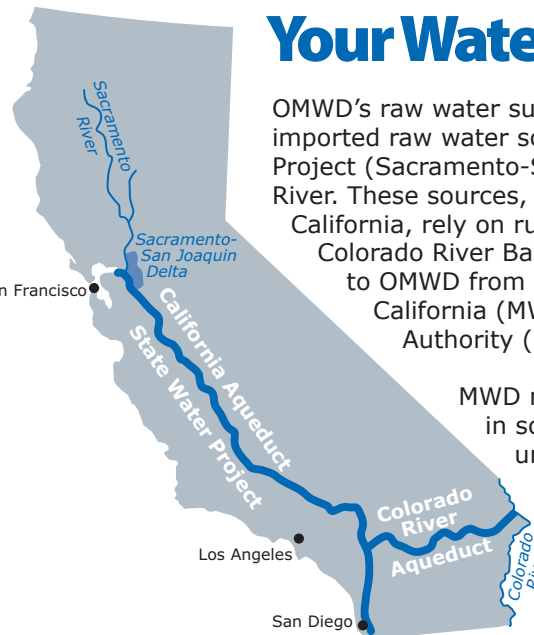 Your Wate
OMWD's raw water su
imported raw water so
Project (Sacramento-S
River. These sources,
California, rely on ru
Colorado River Ba
to OMWD from
California (MW
Authority (
MWD
in so
Sacramento
River
Sacramento-
San Joaquin
Delta
n Francisco
California Aqueduct
State Water Project
Colorado
River
Aqueduct
Los Angeles
San Diego
Colorado